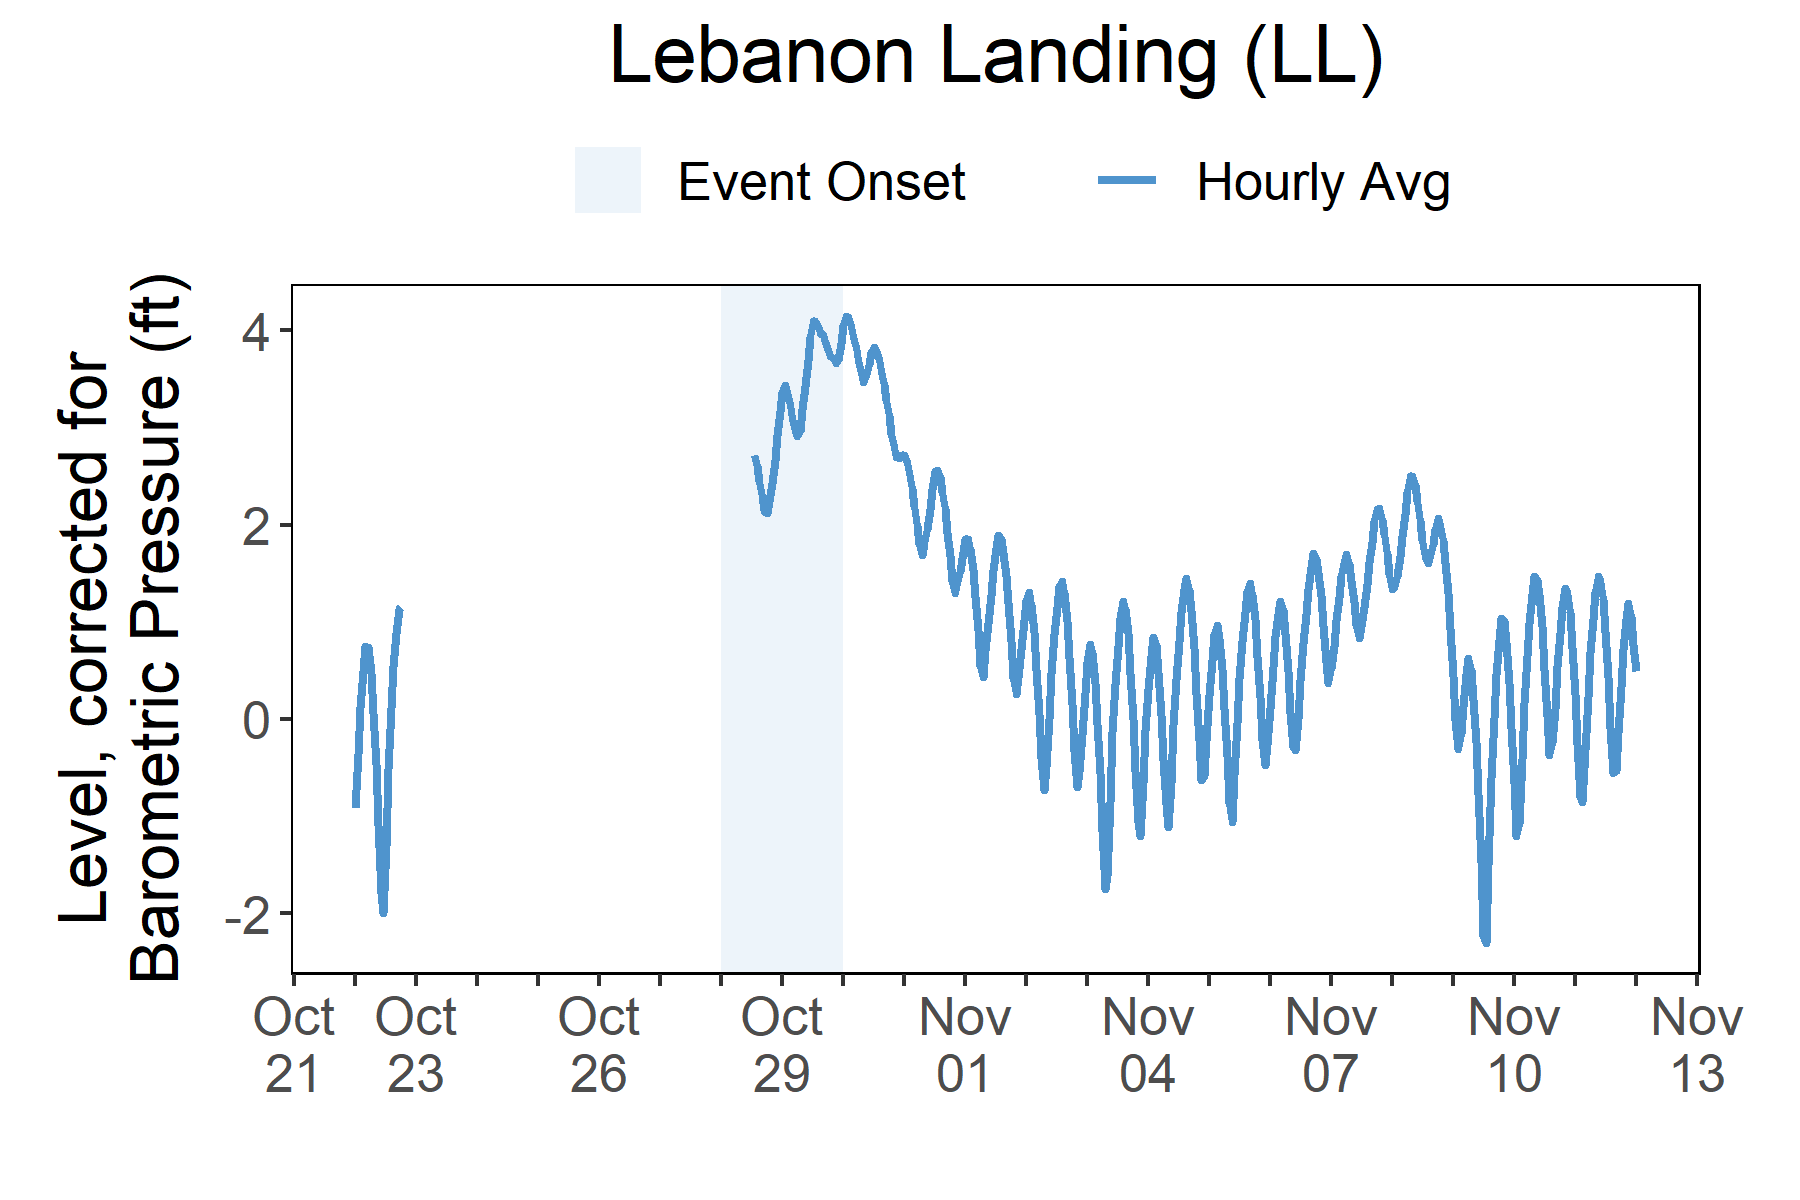 Lebanon Landing (LL)
Event Onset
Hourly Avg
Level, corrected for
Barometric Pressure (ft)
4
2
0
-2
Oct 21
Oct 23
Oct 26
Oct 29
Nov 01
Nov 04
Nov 07
Nov 10
Nov 13